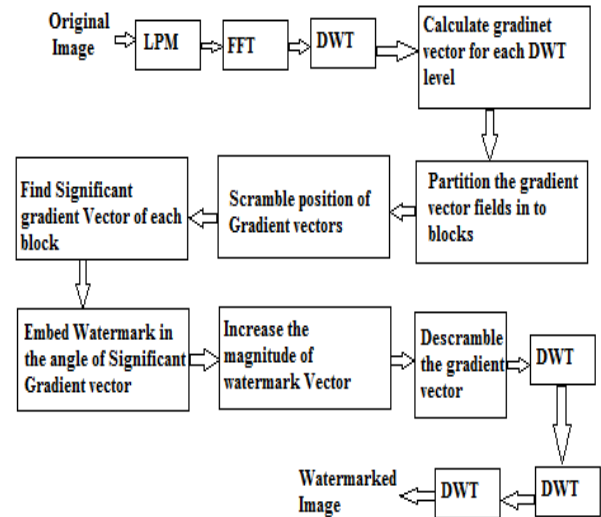 Original
Image
LPM
FFT
DWT
Calculate gradinet
vector for each DWT
level
Partition the gradient
vector fields in to
blocks
Scramble position of
Gradient vectors
Find Significant
gradient Vector of each
block
Embed Watermark in
the angle of Significant
Gradient vector
Increase the
magnitude of
watermark Vector
Descramble
the gradient
vector
DWT
DWT
DWT
Watermarked
Image